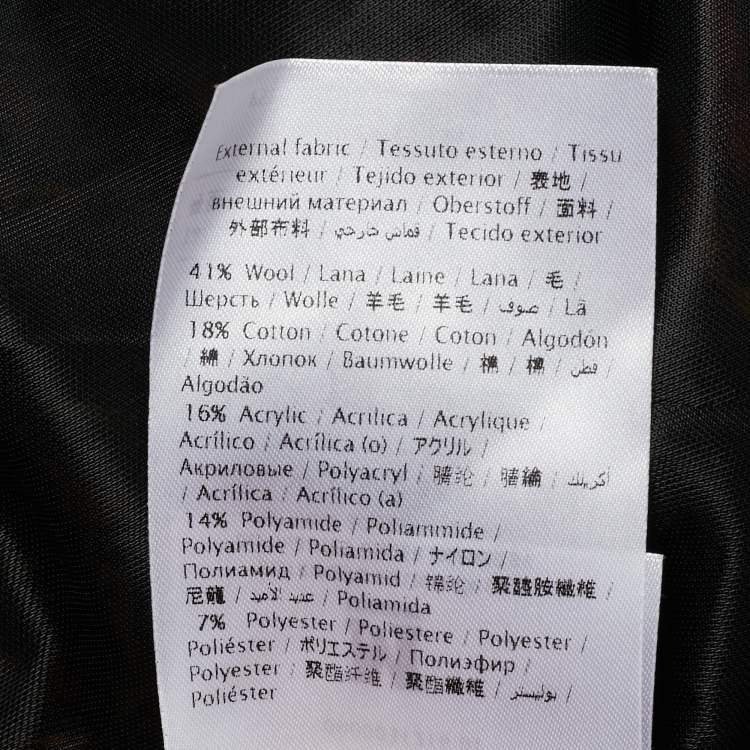 External fabric / Tessuto esterno / Tissu
extérieur / Tejido exterior / 表地 /
внешний материал / Oberstoff / 面料 /
外部布料 / قماش خارجي / Tecido exterior
41% Wool / Lana / Laine / Lana / 毛 /
Шерсть / Wolle / 羊毛 / 羊毛 / صوف / Lã
18% Cotton / Cotone / Coton / Algodón
/ 綿 / Хлопок / Baumwolle / 棉 / 棉 / قطن /
Algodão
16% Acrylic / Acrilica / Acrylique /
Acrílico / Acrílica (o) / アクリル /
Акриловые / Polyacryl / 腈纶 / 腈綸 / أكريلك
/ Acrílica / Acrílico (a)
14% Polyamide / Poliammide /
Polyamide / Poliamida / ナイロン /
Полиамид / Polyamid / 锦纶 / 聚醯胺纖維 /
尼龍 / عديد الأميد / Poliamida
7% Polyester / Poliestere / Polyester /
Poliéster / ポリエステル / Полиэфир /
Polyester / 聚酯纤维 / 聚酯纖維 / بوليستر /
Poliéster